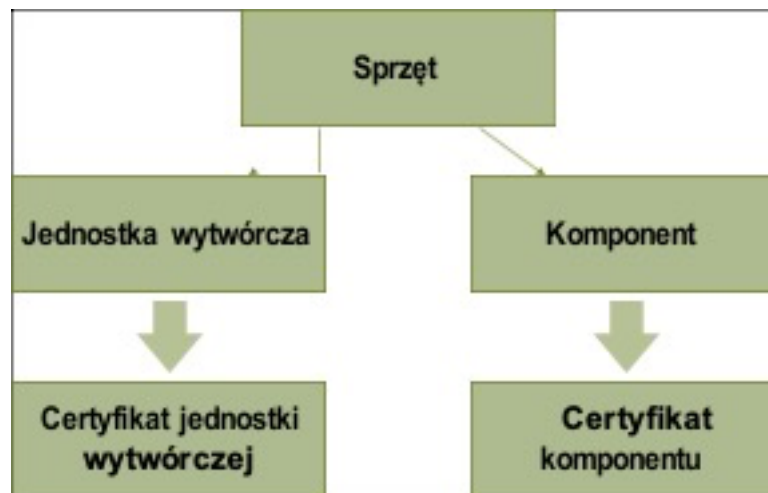 Sprzęt
Jednostka wytwórcza
Komponent
Certyfikat jednostki
wytwórczej
Certyfikat
komponentu